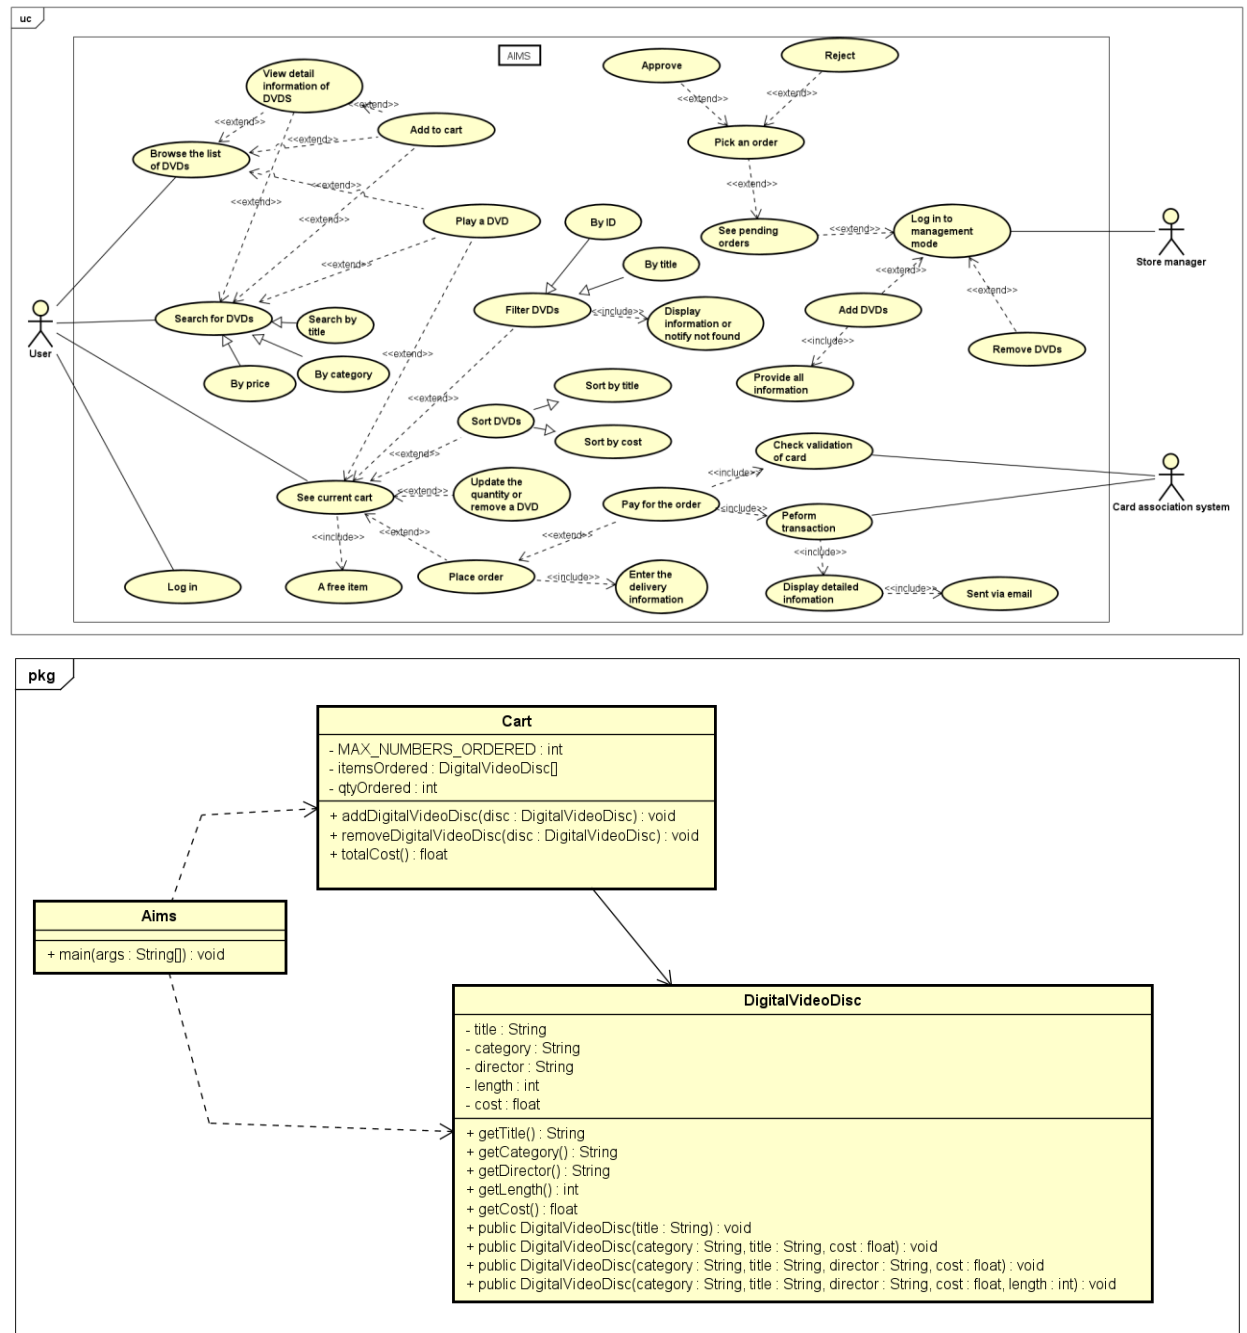 uc
AIMS
View detail
information of
DVDS
Approve
Reject
<<extend>>
<<extend>>
<<extend>>
<<extend>>
Add to cart
<<extend>>
Pick an order
Browse the list
of DVDs
<<extend>>
<<extend>>
<<extend>>
<<extend>>
Play a DVD
By ID
See pending
orders
<<extend>>
Log in to
management
mode
Store manager
<<extend>>
By title
<<extend>>
<<extend>>
User
Search for DVDs
Search by
title
Filter DVDs
<<include>>
Display
information or
notify not found
Add DVDs
<<include>>
Remove DVDs
By price
By category
<<extend>>
<<extend>>
Sort by title
Provide all
information
Sort DVDs
Sort by cost
<<extend>>
Check validation
of card
Card association system
See current cart
<<extend>>
Update the
quantity or
remove a DVD
Pay for the order
<<include>>
<<include>>
Peform
transaction
<<include>>
<<extend>>
<<extend>>
<<include>>
Log in
A free item
Place order
<<include>>
Enter the
delivery
information
Display detailed
infomation
<<include>>
Sent via email
pkg
Cart
- MAX_NUMBERS_ORDERED : int
- itemsOrdered : DigitalVideoDisc[]
- qtyOrdered : int
+ addDigitalVideoDisc(disc : DigitalVideoDisc) : void
+ removeDigitalVideoDisc(disc : DigitalVideoDisc) : void
+ totalCost() : float
Aims
+ main(args : String[]) : void
DigitalVideoDisc
- title : String
- category : String
- director : String
- length : int
- cost : float
+ getTitle() : String
+ getCategory() : String
+ getDirector() : String
+ getLength() : int
+ getCost() : float
+ public DigitalVideoDisc(title : String) : void
+ public DigitalVideoDisc(category : String, title : String, cost : float) : void
+ public DigitalVideoDisc(category : String, title : String, director : String, cost : float) : void
+ public DigitalVideoDisc(category : String, title : String, director : String, cost : float, length : int) : void